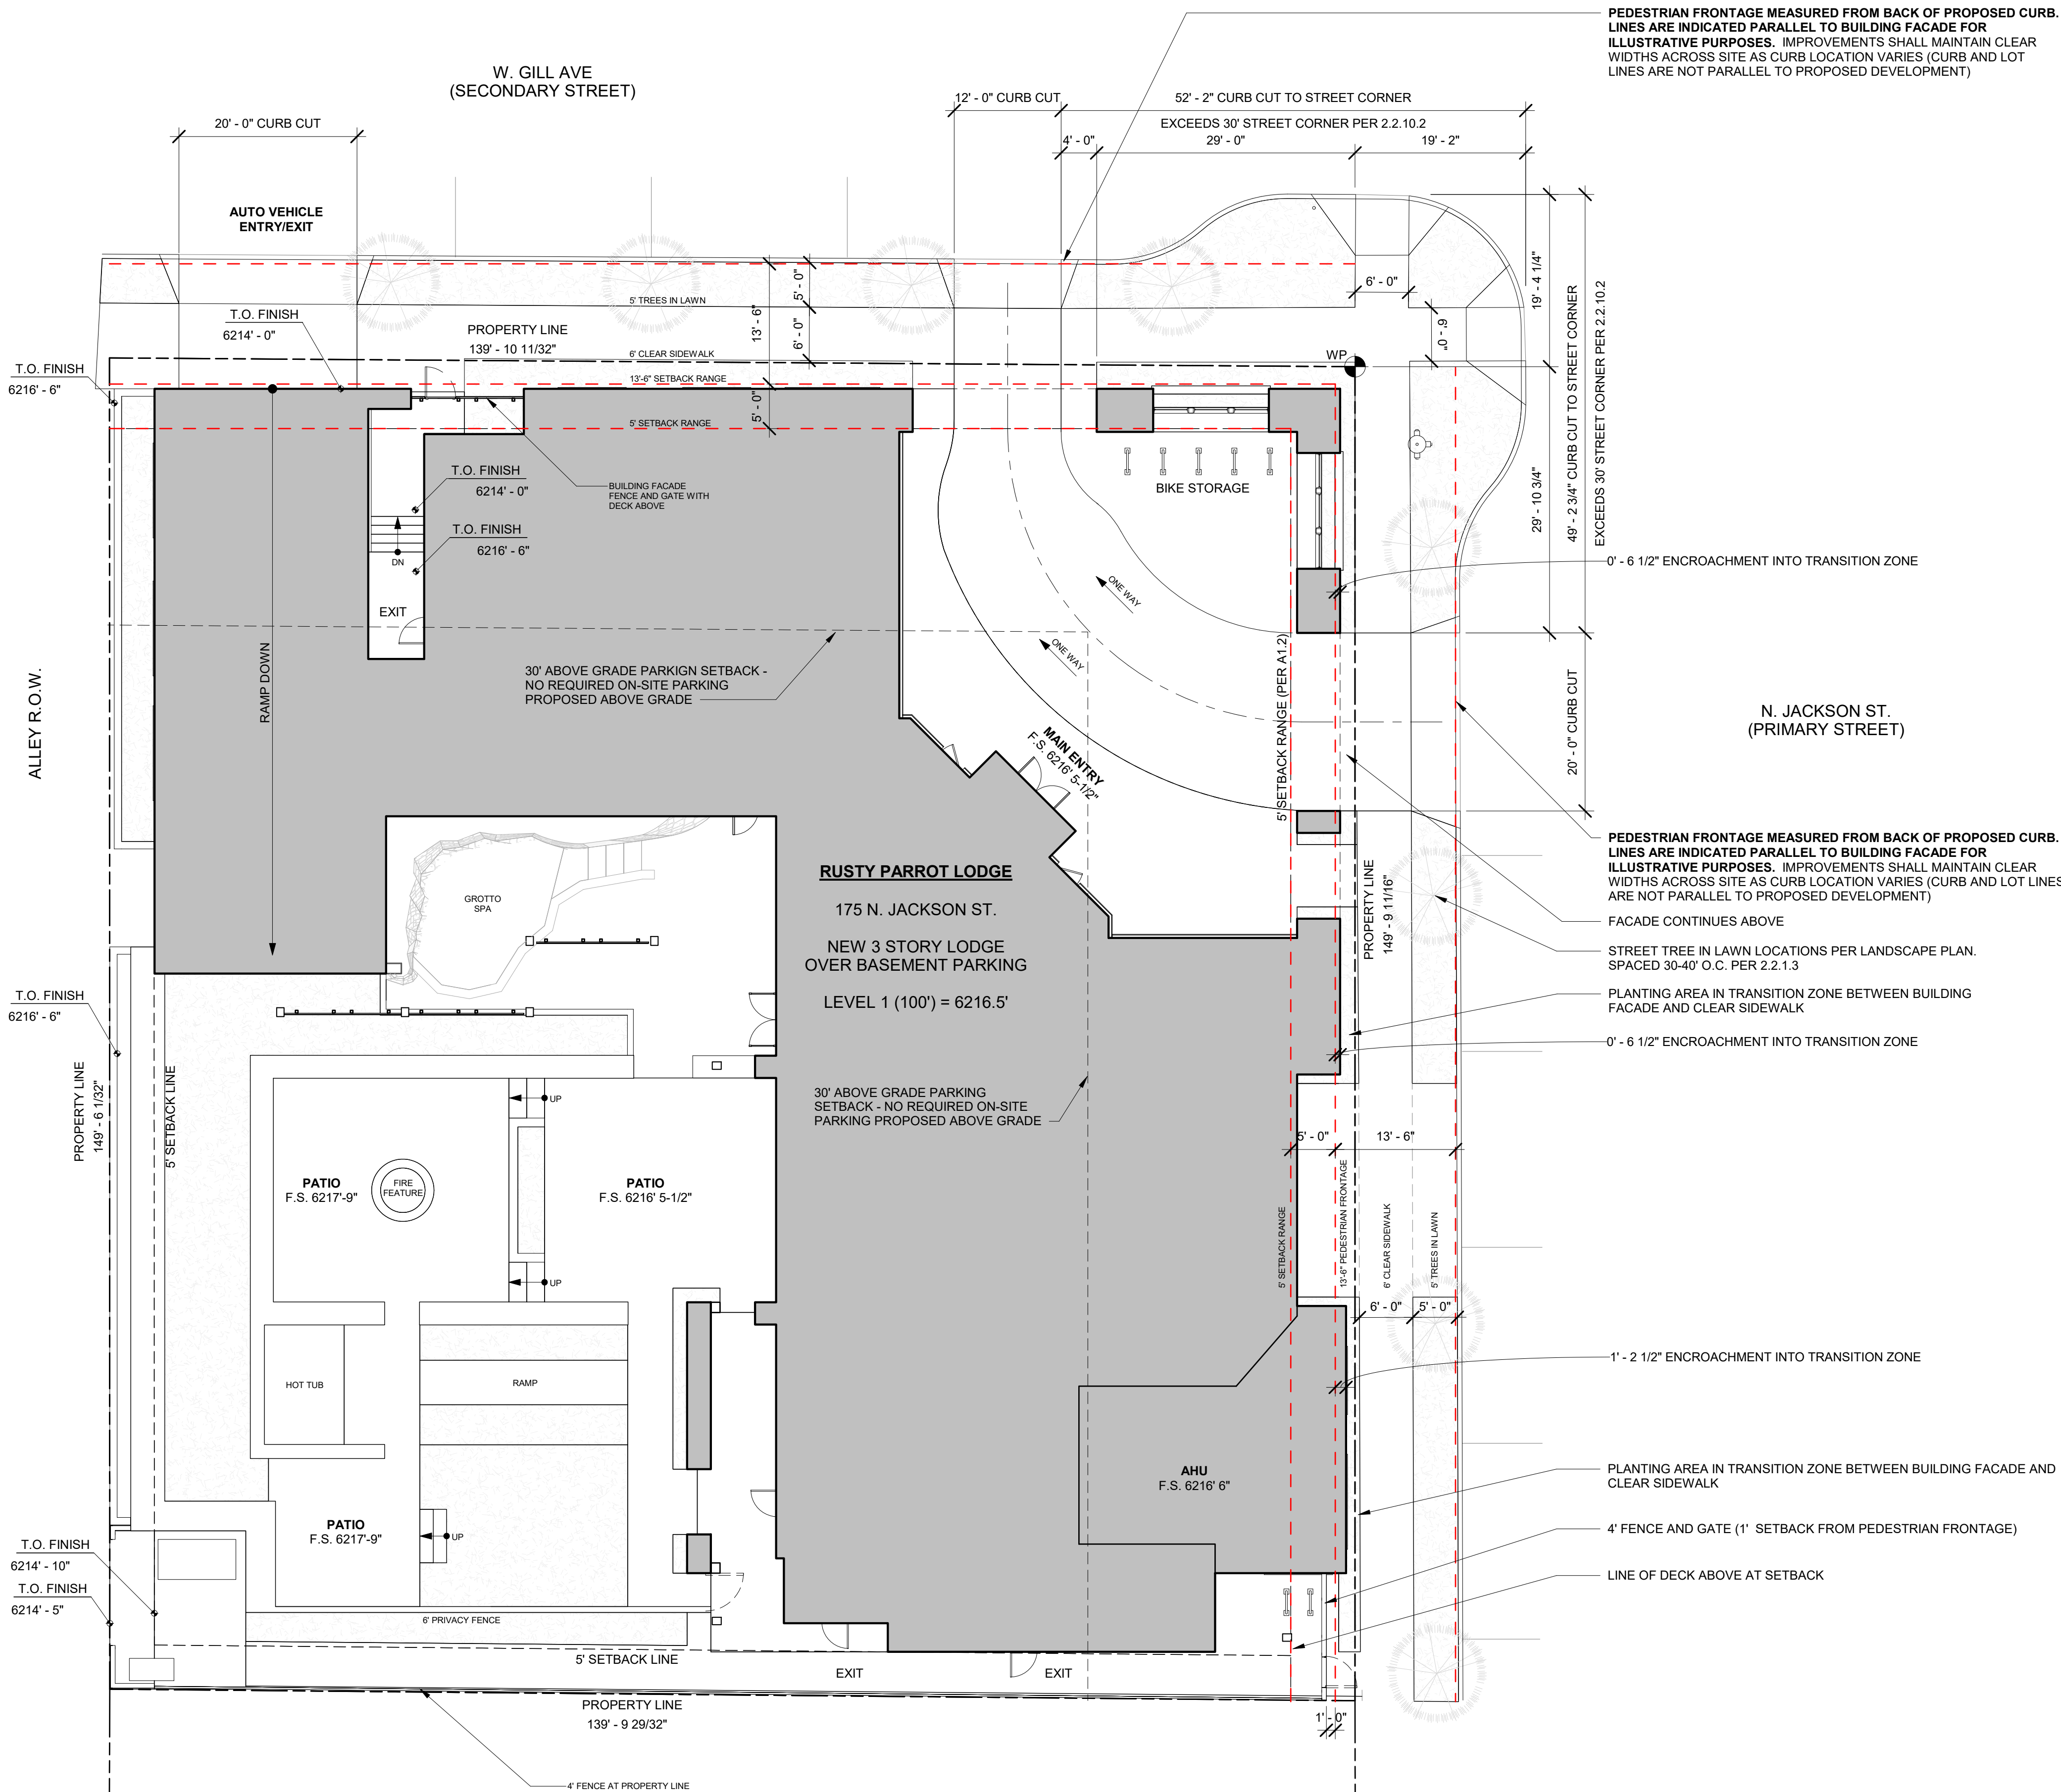 PEDESTRIAN FRONTAGE MEASURED FROM BACK OF PROPOSED CURB.
LINES ARE INDICATED PARALLEL TO BUILDING FACADE FOR
ILLUSTRATIVE PURPOSES. IMPROVEMENTS SHALL MAINTAIN CLEAR
WIDTHS ACROSS SITE AS CURB LOCATION VARIES (CURB AND LOT
LINES ARE NOT PARALLEL TO PROPOSED DEVELOPMENT)
W. GILL AVE
(SECONDARY STREET)
12' - 0" CURB CUT
52' - 2" CURB CUT TO STREET CORNER
20' - 0" CURB CUT
EXCEEDS 30' STREET CORNER PER 2.2.10.2
4' - 0"
29' - 0"
19' - 2"
AUTO VEHICLE
ENTRY/EXIT
19' - 4 1/4"
49' - 2 3/4" CURB CUT TO STREET CORNER
EXCEEDS 30' STREET CORNER PER 2.2.10.2
6' - 0"
6' - 0"
5' - 0"
5' TREES IN LAWN
13' - 6"
6' - 0"
T.O. FINISH
6214' - 0"
PROPERTY LINE
139' - 10 11/32"
6' CLEAR SIDEWALK
WP
T.O. FINISH
6216' - 6"
13'-6" SETBACK RANGE
5' - 0"
5' SETBACK RANGE
T.O. FINISH
6214' - 0"
BUILDING FACADE
FENCE AND GATE WITH
DECK ABOVE
BIKE STORAGE
29' - 10 3/4"
T.O. FINISH
6216' - 6"
DN
EXIT
0' - 6 1/2" ENCROACHMENT INTO TRANSITION ZONE
ONE WAY
ONE WAY
ALLEY R.O.W.
RAMP DOWN
30' ABOVE GRADE PARKIGN SETBACK -
NO REQUIRED ON-SITE PARKING
PROPOSED ABOVE GRADE
5' SETBACK RANGE (PER A1.2)
20' - 0" CURB CUT
N. JACKSON ST.
(PRIMARY STREET)
MAIN ENTRY
F.S. 6216' 5-1/2"
PEDESTRIAN FRONTAGE MEASURED FROM BACK OF PROPOSED CURB.
LINES ARE INDICATED PARALLEL TO BUILDING FACADE FOR
ILLUSTRATIVE PURPOSES. IMPROVEMENTS SHALL MAINTAIN CLEAR
WIDTHS ACROSS SITE AS CURB LOCATION VARIES (CURB AND LOT LINES
ARE NOT PARALLEL TO PROPOSED DEVELOPMENT)
RUSTY PARROT LODGE
175 N. JACKSON ST.
NEW 3 STORY LODGE
OVER BASEMENT PARKING
LEVEL 1 (100') = 6216.5'
GROTTO
SPA
PROPERTY LINE
149' - 9 11/16"
FACADE CONTINUES ABOVE
STREET TREE IN LAWN LOCATIONS PER LANDSCAPE PLAN.
SPACED 30-40' O.C. PER 2.2.1.3
PLANTING AREA IN TRANSITION ZONE BETWEEN BUILDING
FACADE AND CLEAR SIDEWALK
0' - 6 1/2" ENCROACHMENT INTO TRANSITION ZONE
T.O. FINISH
6216' - 6"
PROPERTY LINE
149' - 6 1/32"
5' SETBACK LINE
30' ABOVE GRADE PARKING
SETBACK - NO REQUIRED ON-SITE
PARKING PROPOSED ABOVE GRADE
UP
5' - 0"
13' - 6"
PATIO
F.S. 6217'-9"
FIRE
FEATURE
PATIO
F.S. 6216' 5-1/2"
5' SETBACK RANGE
13'-6" PEDESTRIAN FRONTAGE
6' CLEAR SIDEWALK
5' TREES IN LAWN
UP
6' - 0"
5' - 0"
HOT TUB
RAMP
1' - 2 1/2" ENCROACHMENT INTO TRANSITION ZONE
AHU
F.S. 6216' 6"
PLANTING AREA IN TRANSITION ZONE BETWEEN BUILDING FACADE AND
CLEAR SIDEWALK
PATIO
F.S. 6217'-9"
UP
4' FENCE AND GATE (1' SETBACK FROM PEDESTRIAN FRONTAGE)
T.O. FINISH
6214' - 10"
T.O. FINISH
6214' - 5"
LINE OF DECK ABOVE AT SETBACK
6' PRIVACY FENCE
5' SETBACK LINE
EXIT
EXIT
PROPERTY LINE
139' - 9 29/32"
1' - 0"
4' FENCE AT PROPERTY LINE